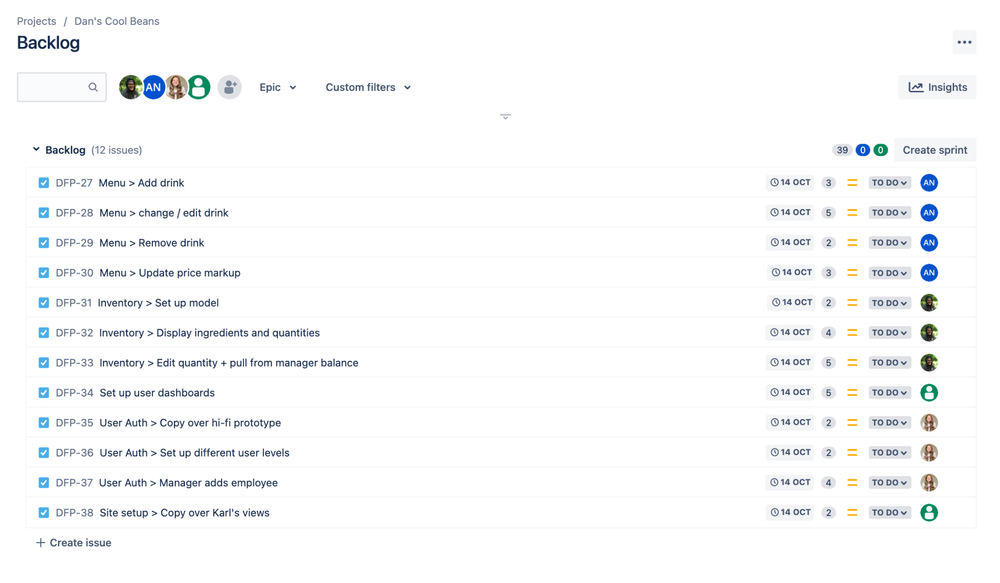 Projects / Dan's Cool Beans
Backlog
AN Epic Custom filters Insights
Backlog (12 issues) 39 0 0 Create sprint
DFP-27 Menu > Add drink 14 OCT 3 TO DO AN
DFP-28 Menu > change / edit drink 14 OCT 5 TO DO AN
DFP-29 Menu > Remove drink 14 OCT 2 TO DO AN
DFP-30 Menu > Update price markup 14 OCT 3 TO DO AN
DFP-31 Inventory > Set up model 14 OCT 2 TO DO
DFP-32 Inventory > Display ingredients and quantities 14 OCT 4 TO DO
DFP-33 Inventory > Edit quantity + pull from manager balance 14 OCT 5 TO DO
DFP-34 Set up user dashboards 14 OCT 5 TO DO
DFP-35 User Auth > Copy over hi-fi prototype 14 OCT 2 TO DO
DFP-36 User Auth > Set up different user levels 14 OCT 2 TO DO
DFP-37 User Auth > Manager adds employee 14 OCT 4 TO DO
DFP-38 Site setup > Copy over Karl's views 14 OCT 2 TO DO
+ Create issue